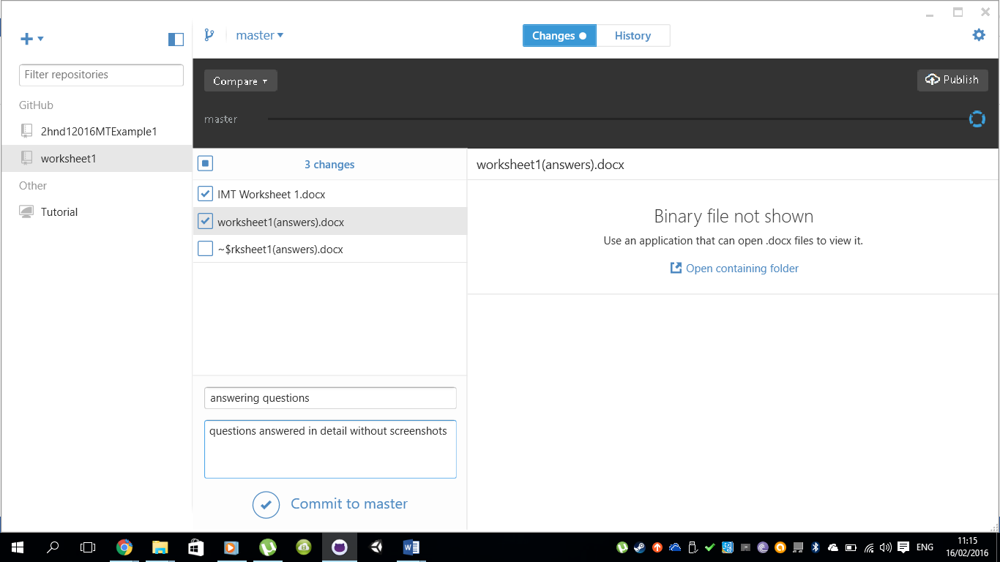 master
Changes
History
Filter repositories
GitHub
2hnd12016MTExample1
worksheet1
Other
Tutorial
Compare
Publish
master
3 changes
IMT Worksheet 1.docx
worksheet1(answers).docx
~$rksheet1(answers).docx
worksheet1(answers).docx
Binary file not shown
Use an application that can open .docx files to view it.
Open containing folder
answering questions
questions answered in detail without screenshots
Commit to master
ENG
11:15
16/02/2016